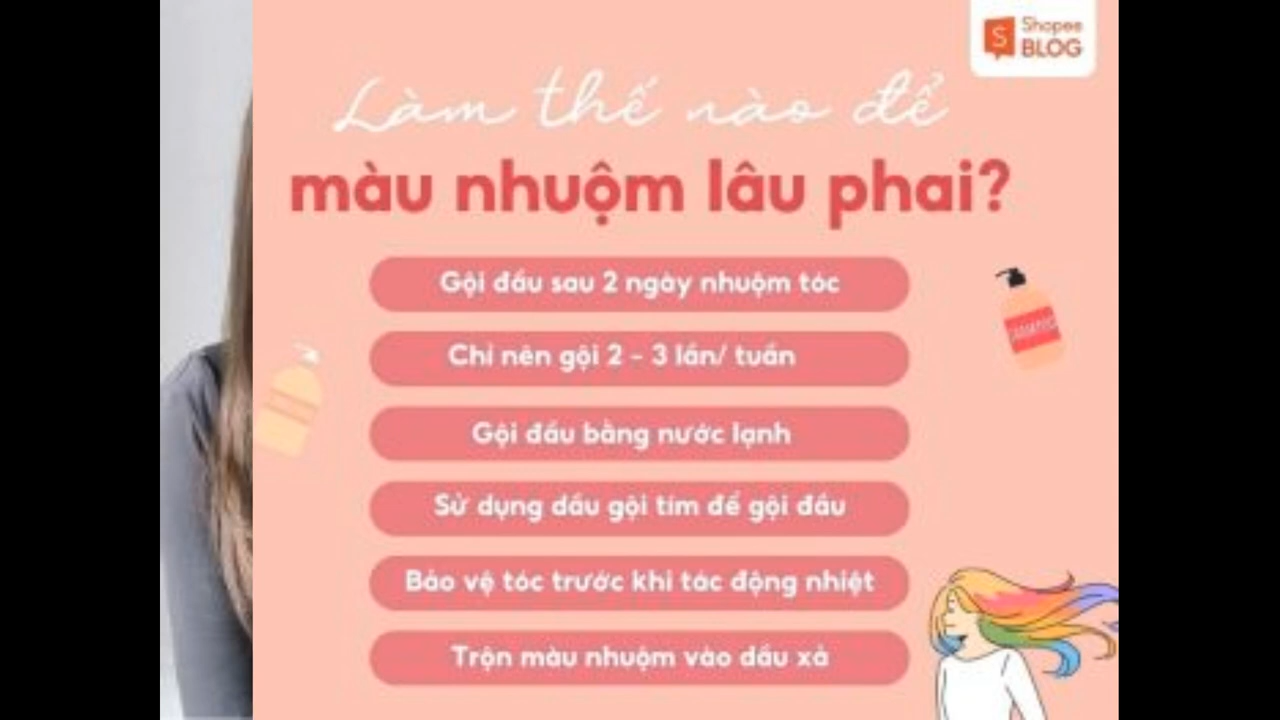 Shopee
BLOG
Làm thế nào để
màu nhuộm lâu phai?
Gội đầu sau 2 ngày nhuộm tóc
Chỉ nên gội 2 - 3 lần/ tuần
Gội đầu bằng nước lạnh
Sử dụng dầu gội tím để gội đầu
Bảo vệ tóc trước khi tác động nhiệt
Trộn màu nhuộm vào dầu xả